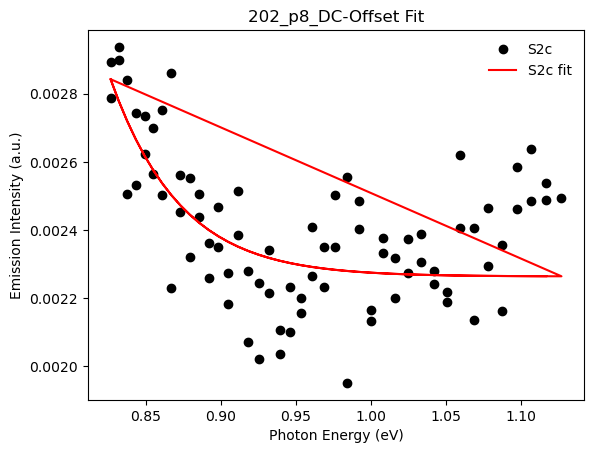 202_p8_DC-Offset Fit
S2c
S2c fit
Emission Intensity (a.u.)
0.0028
0.0026
0.0024
0.0022
0.0020
0.85
0.90
0.95
1.00
1.05
1.10
Photon Energy (eV)